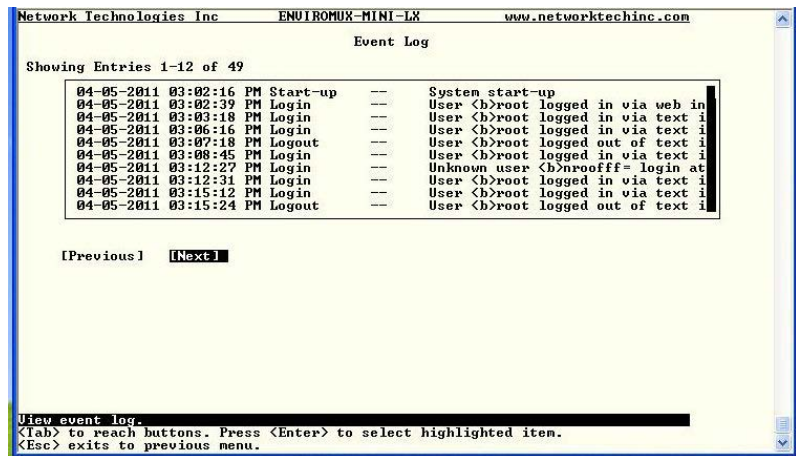 Network Technologies Inc ENVIROMUX-MINI-LX www.networktechinc.com
Event Log
Showing Entries 1-12 of 49
04-05-2011 03:02:16 PM Start-up -- System start-up
04-05-2011 03:02:39 PM Login -- User <b>root logged in via web in
04-05-2011 03:03:18 PM Login -- User <b>root logged in via text i
04-05-2011 03:06:16 PM Login -- User <b>root logged in via text i
04-05-2011 03:07:18 PM Logout -- User <b>root logged out of text i
04-05-2011 03:08:45 PM Login -- User <b>root logged in via text i
04-05-2011 03:12:27 PM Login -- Unknown user <b>nroofff= login at
04-05-2011 03:12:31 PM Login -- User <b>root logged in via text i
04-05-2011 03:15:12 PM Login -- User <b>root logged in via text i
04-05-2011 03:15:24 PM Logout -- User <b>root logged out of text i
[Previous] [Next]
View event log.
<Tab> to reach buttons. Press <Enter> to select highlighted item.
<Esc> exits to previous menu.